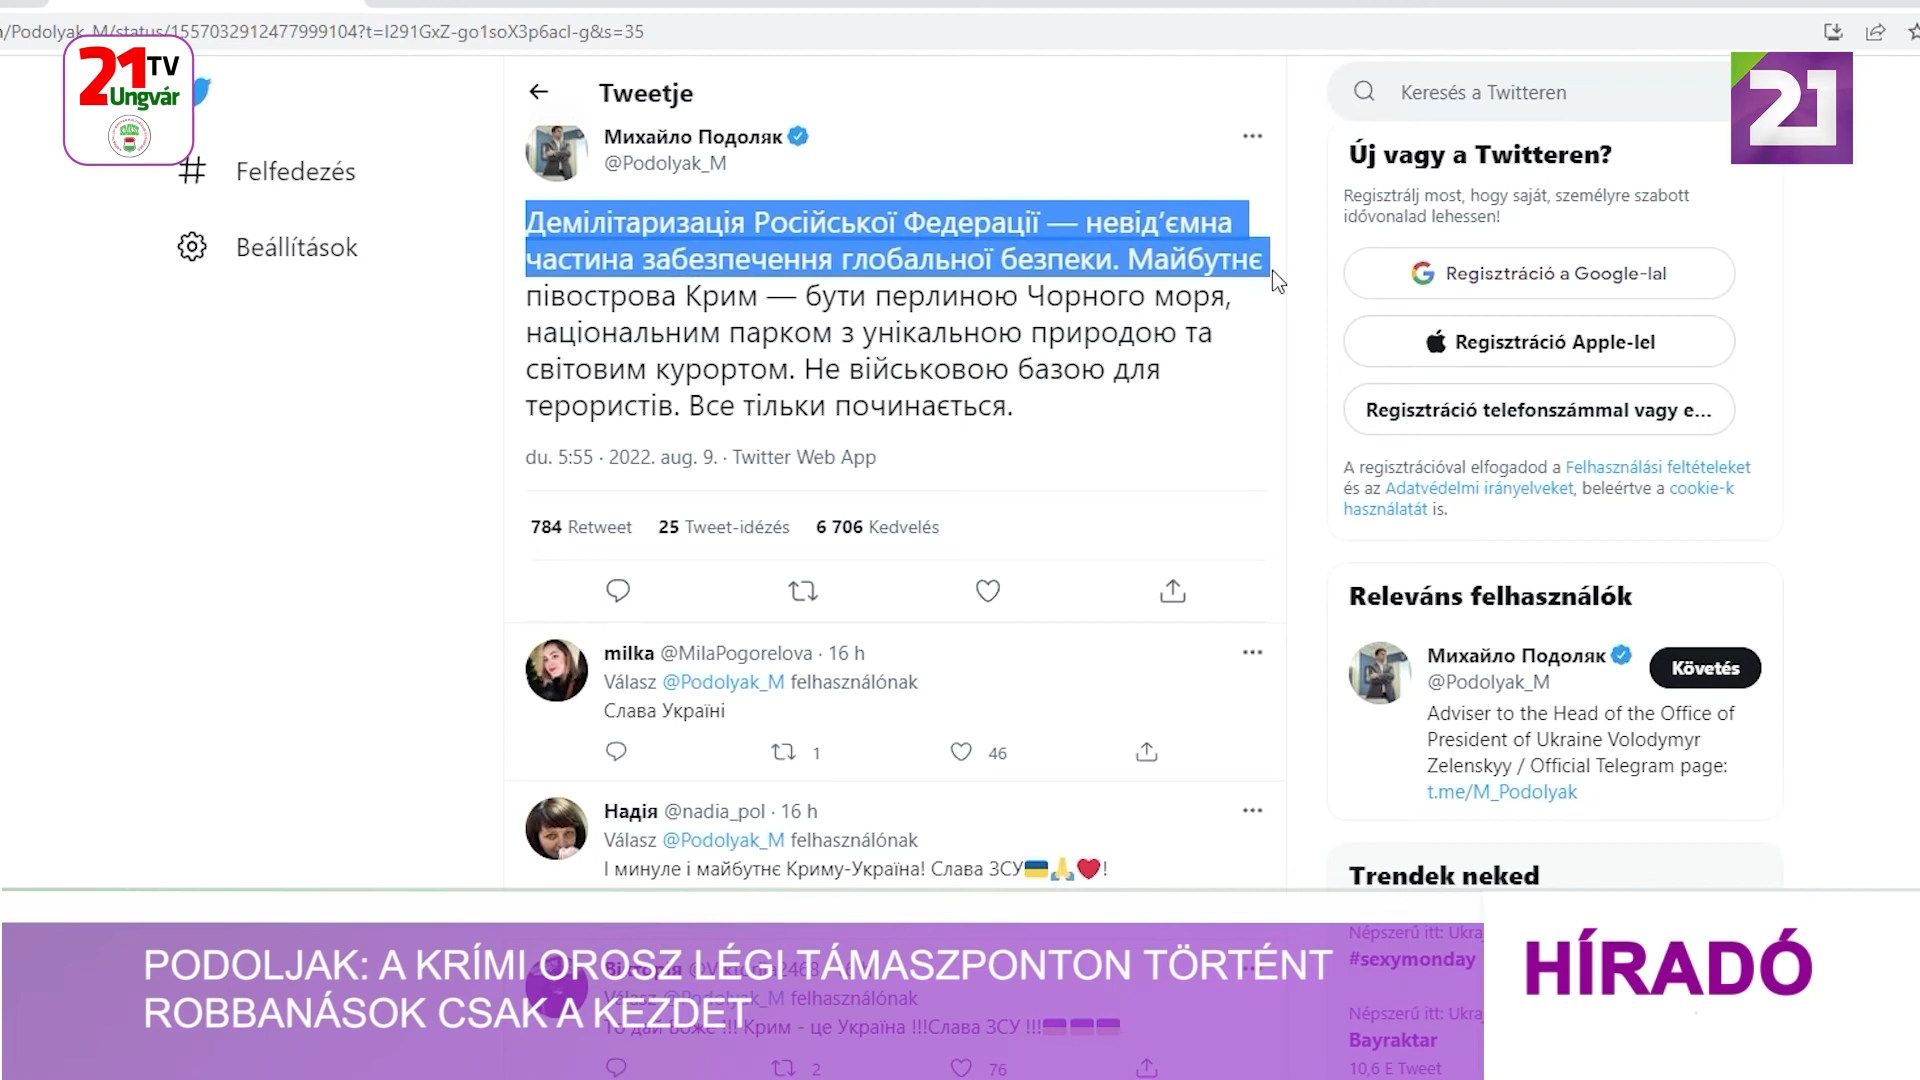 /Podolyak_M/status/1557032912477999104?t=I291GxZ-go1soX3p6acI-g&s=35
21TV
Ungvár
21
Tweetje
Keresés a Twitteren
Михайло Подоляк
@Podolyak_M
Felfedezés
Beállítások
Демілітаризація Російської Федерації — невід’ємна
частина забезпечення глобальної безпеки. Майбутнє
півострова Крим — бути перлиною Чорного моря,
національним парком з унікальною природою та
світовим курортом. Не військовою базою для
терористів. Все тільки починається.
du. 5:55 · 2022. aug. 9. · Twitter Web App
784 Retweet 25 Tweet-idézés 6 706 Kedvelés
milka @MilaPogorelova · 16 h
Válasz @Podolyak_M felhasználónak
Слава Україні
1 46
Надія @nadia_pol · 16 h
Válasz @Podolyak_M felhasználónak
І минуле і майбутнє Криму-Україна! Слава ЗСУ🇺🇦🙏❤️!
Válasz @Podolyak_M felhasználónak
То дай Боже !!! Крим - це Україна !!!Слава ЗСУ !!!
2 76
Új vagy a Twitteren?
Regisztrálj most, hogy saját, személyre szabott
idővonalad lehessen!
Regisztráció a Google-lal
Regisztráció Apple-lel
Regisztráció telefonszámmal vagy e...
A regisztrációval elfogadod a Felhasználási feltételeket
és az Adatvédelmi irányelveket, beleértve a cookie-k
használatát is.
Releváns felhasználók
Михайло Подоляк
@Podolyak_M
Követés
Adviser to the Head of the Office of
President of Ukraine Volodymyr
Zelenskyy / Official Telegram page:
t.me/M_Podolyak
Trendek neked
Népszerű itt: Ukraj
#sexymonday
Népszerű itt: Ukraj
Bayraktar
10,6 E Tweet
PODOLJAK: A KRÍMI OROSZ LÉGI TÁMASZPONTON TÖRTÉNT
ROBBANÁSOK CSAK A KEZDET
HÍRADÓ